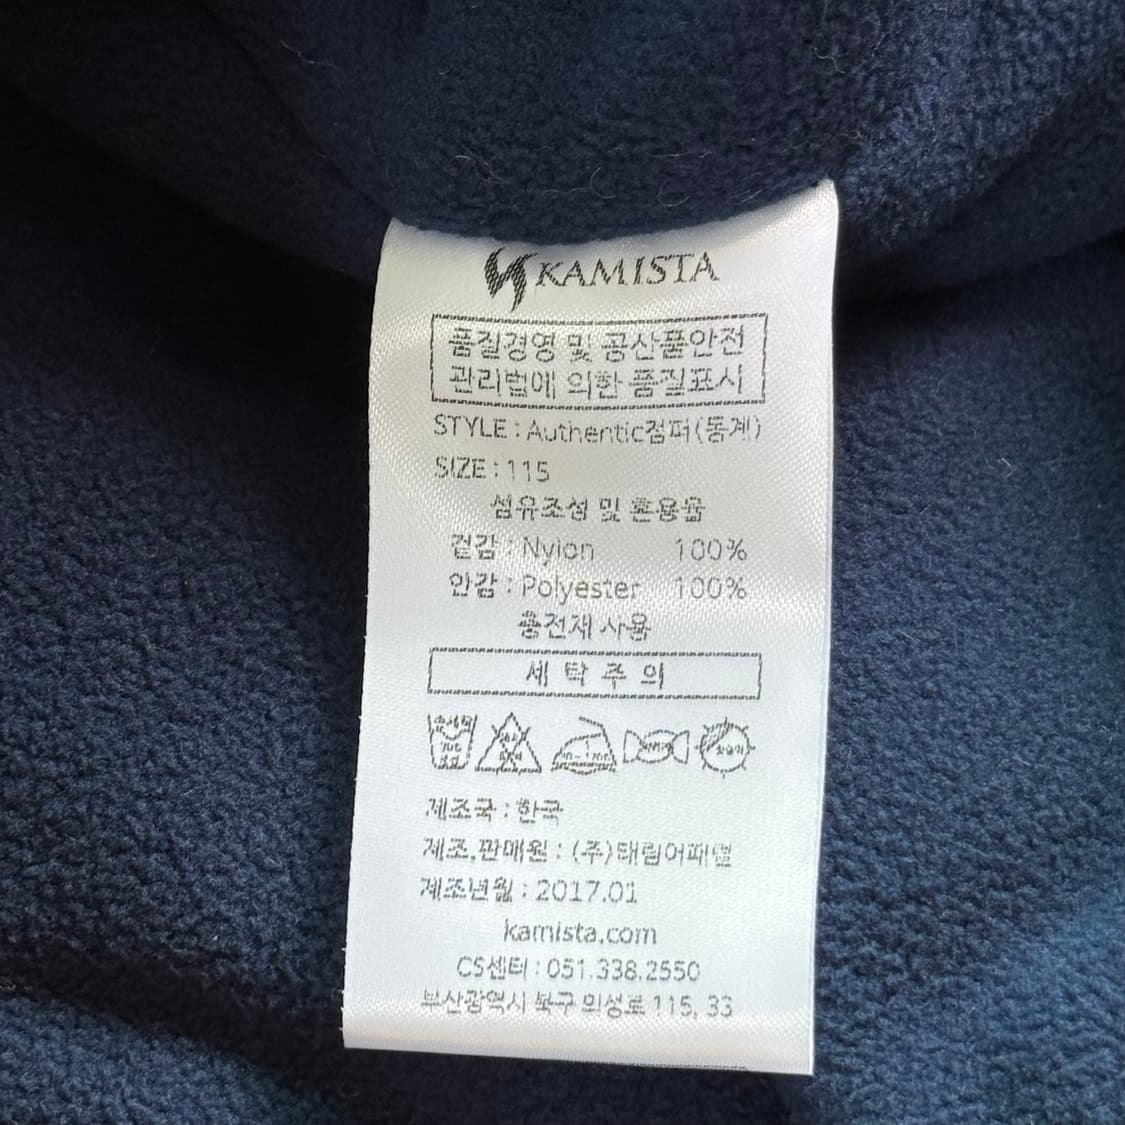 KAMISTA
품질경영 및 공산품안전
관리법에 의한 품질표시
STYLE : Authentic점퍼(동계)
SIZE : 115
섬유조성 및 혼용율
겉감 : Nylon 100%
안감 : Polyester 100%
충전재 사용
세 탁 주 의
제조국 : 한국
제조,판매원 : (주)태림어패럴
제조년월 : 2017.01
kamista.com
CS센터 : 051.338.2550
부산광역시 북구 의성로 115, 33